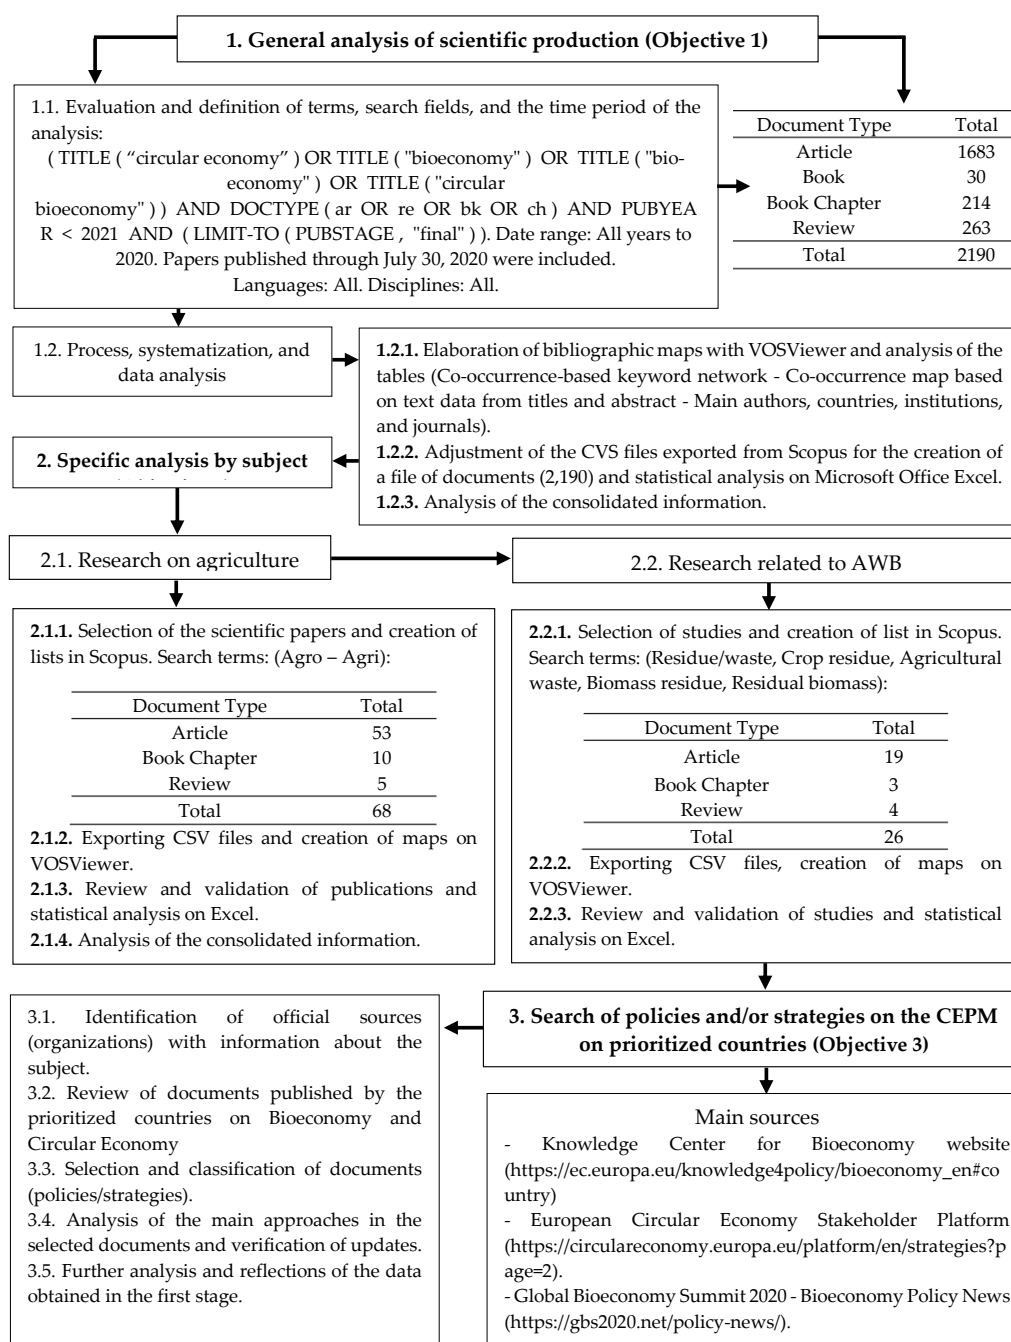 1. General analysis of scientific production (Objective 1)
1.1. Evaluation and definition of terms, search fields, and the time period of the
analysis:
( TITLE ( “circular economy” ) OR TITLE ( "bioeconomy" ) OR TITLE ( "bio-
economy" ) OR TITLE ( "circular
bioeconomy" ) ) AND DOCTYPE ( ar OR re OR bk OR ch ) AND PUBYEA
R < 2021 AND ( LIMIT-TO ( PUBSTAGE , "final" ) ). Date range: All years to
2020. Papers published through July 30, 2020 were included.
Languages: All. Disciplines: All.
Document Type Total
Article 1683
Book 30
Book Chapter 214
Review 263
Total 2190
1.2. Process, systematization, and
data analysis
1.2.1. Elaboration of bibliographic maps with VOSViewer and analysis of the
tables (Co-occurrence-based keyword network - Co-occurrence map based
on text data from titles and abstract - Main authors, countries, institutions,
and journals).
1.2.2. Adjustment of the CVS files exported from Scopus for the creation of
a file of documents (2,190) and statistical analysis on Microsoft Office Excel.
1.2.3. Analysis of the consolidated information.
2. Specific analysis by subject
2.1. Research on agriculture
2.2. Research related to AWB
2.1.1. Selection of the scientific papers and creation of
lists in Scopus. Search terms: (Agro – Agri):
Document Type Total
Article 53
Book Chapter 10
Review 5
Total 68
2.1.2. Exporting CSV files and creation of maps on
VOSViewer.
2.1.3. Review and validation of publications and
statistical analysis on Excel.
2.1.4. Analysis of the consolidated information.
2.2.1. Selection of studies and creation of list in Scopus.
Search terms: (Residue/waste, Crop residue, Agricultural
waste, Biomass residue, Residual biomass):
Document Type Total
Article 19
Book Chapter 3
Review 4
Total 26
2.2.2. Exporting CSV files, creation of maps on
VOSViewer.
2.2.3. Review and validation of studies and statistical
analysis on Excel.
3. Search of policies and/or strategies on the CEPM
on prioritized countries (Objective 3)
3.1. Identification of official sources
(organizations) with information about the
subject.
3.2. Review of documents published by the
prioritized countries on Bioeconomy and
Circular Economy
3.3. Selection and classification of documents
(policies/strategies).
3.4. Analysis of the main approaches in the
selected documents and verification of updates.
3.5. Further analysis and reflections of the data
obtained in the first stage.
Main sources
- Knowledge Center for Bioeconomy website
(https://ec.europa.eu/knowledge4policy/bioeconomy_en#co
untry)
- European Circular Economy Stakeholder Platform
(https://circulareconomy.europa.eu/platform/en/strategies?p
age=2).
- Global Bioeconomy Summit 2020 - Bioeconomy Policy News
(https://gbs2020.net/policy-news/).